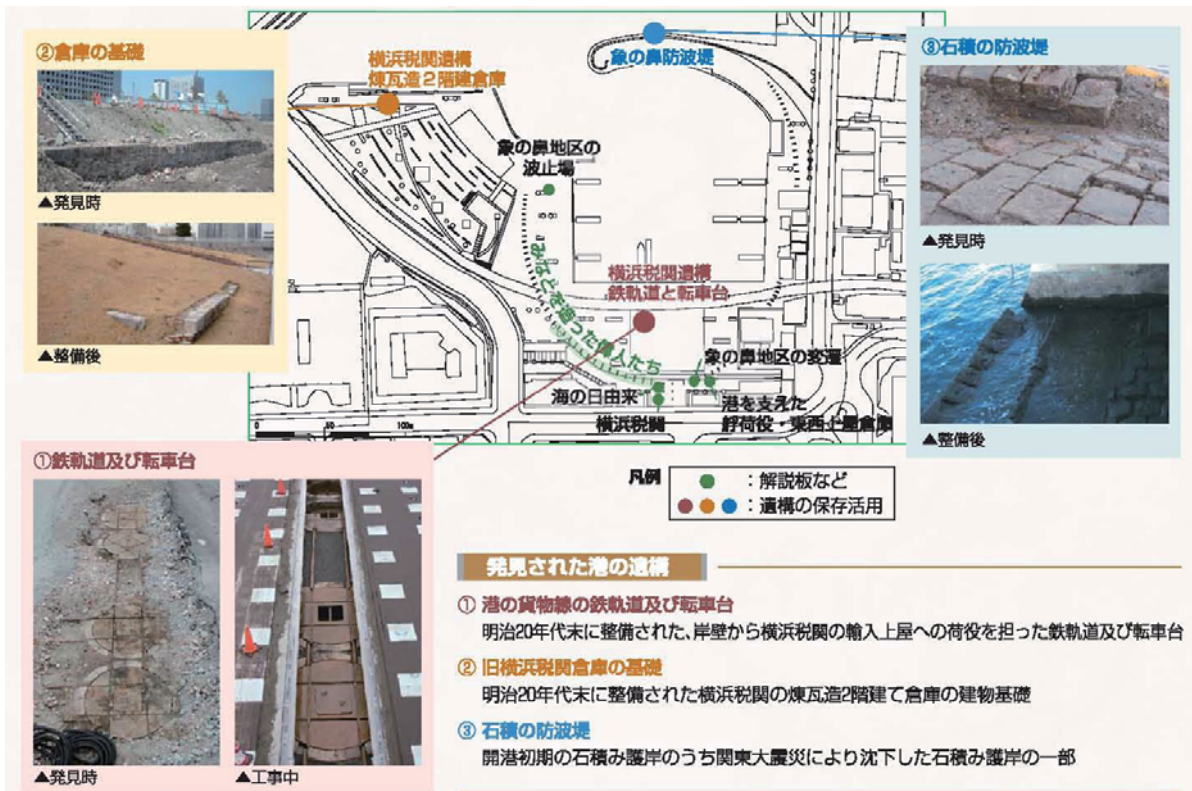 ②倉庫の基礎
▲発見時
▲整備後
横浜税関遺構
煉瓦造2階建倉庫
象の鼻防波堤
象の鼻地区の
波止場
横浜税関遺構
鉄軌道と転車台
象の鼻地区の変遷
海の日由来
横浜税関
港を支えた
艀荷役・東西上屋倉庫
0
50
100m
③石積の防波堤
▲発見時
▲整備後
①鉄軌道及び転車台
▲発見時
▲工事中
凡例
:解説板など
:遺構の保存活用
発見された港の遺構
① 港の貨物線の鉄軌道及び転車台
明治20年代末に整備された、岸壁から横浜税関の輸入上屋への荷役を担った鉄軌道及び転車台
② 旧横浜税関倉庫の基礎
明治20年代末に整備された横浜税関の煉瓦造2階建て倉庫の建物基礎
③ 石積の防波堤
開港初期の石積み護岸のうち関東大震災により沈下した石積み護岸の一部